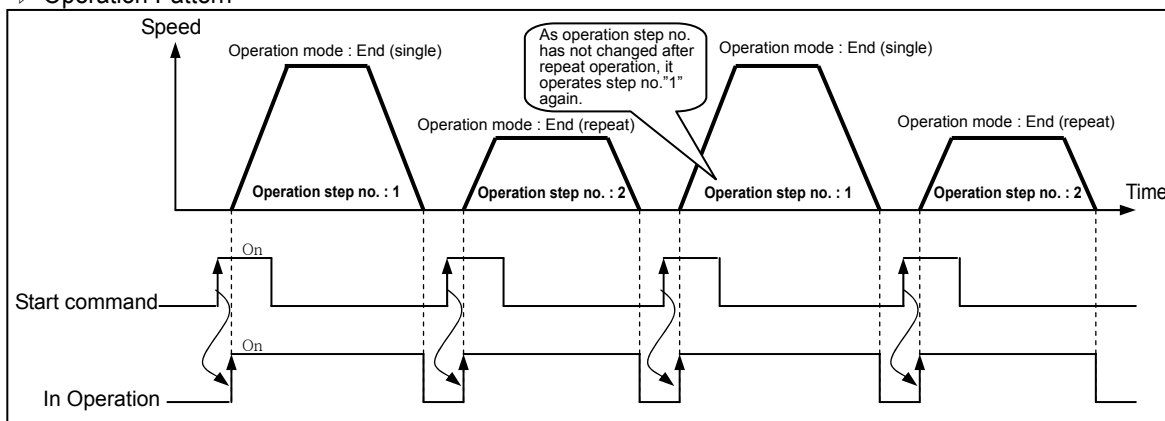 Operation Pattern
Speed
Operation mode : End (single)
As operation step no.
has not changed after
repeat operation, it
operates step no."1"
again.
Operation mode : End (single)
Operation mode : End (repeat)
Operation mode : End (repeat)
Operation step no. : 1
Operation step no. : 2
Operation step no. : 1
Operation step no. : 2
Time
On
Start command
On
In Operation